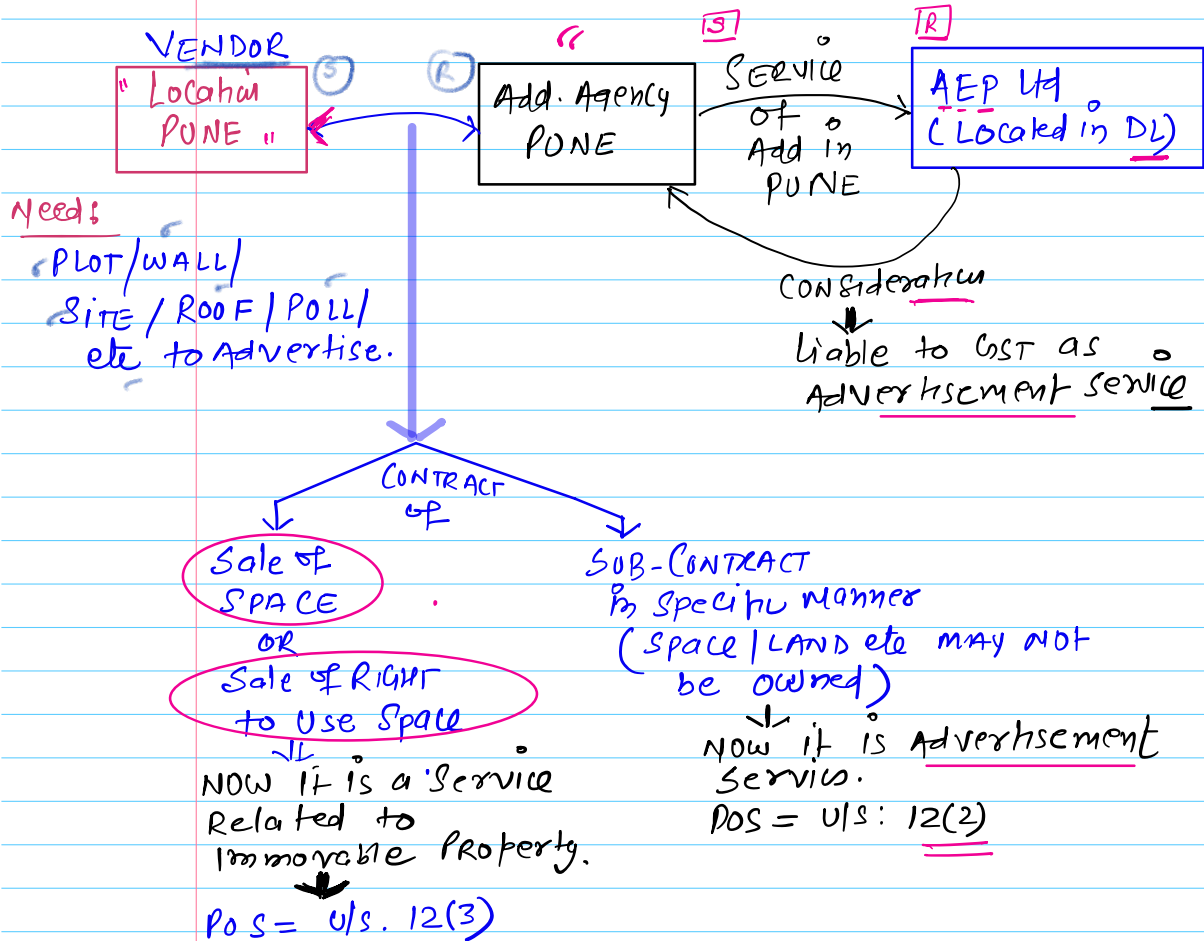 VENDOR
" Location
PUNE "
S
R
Add. Agency
PUNE
"
S
SERVICE
of
Add in
PUNE
R
AEP Ltd
(Located in DL)
Need:
PLOT/WALL/
SITE / ROOF / POLL/
etc to Advertise.
CONSideration
Liable to GST as
Advertisement Service
CONTRACT
of
Sale of
SPACE
OR
Sale of RIGHT
to Use Space
NOW it is a Service
Related to
Immovable Property.
POS = U/S. 12(3)
SUB-CONTRACT
in Specific Manner
(Space / LAND etc MAY NOT
be owned)
NOW it is Advertisement
Servics.
POS = U/S: 12(2)